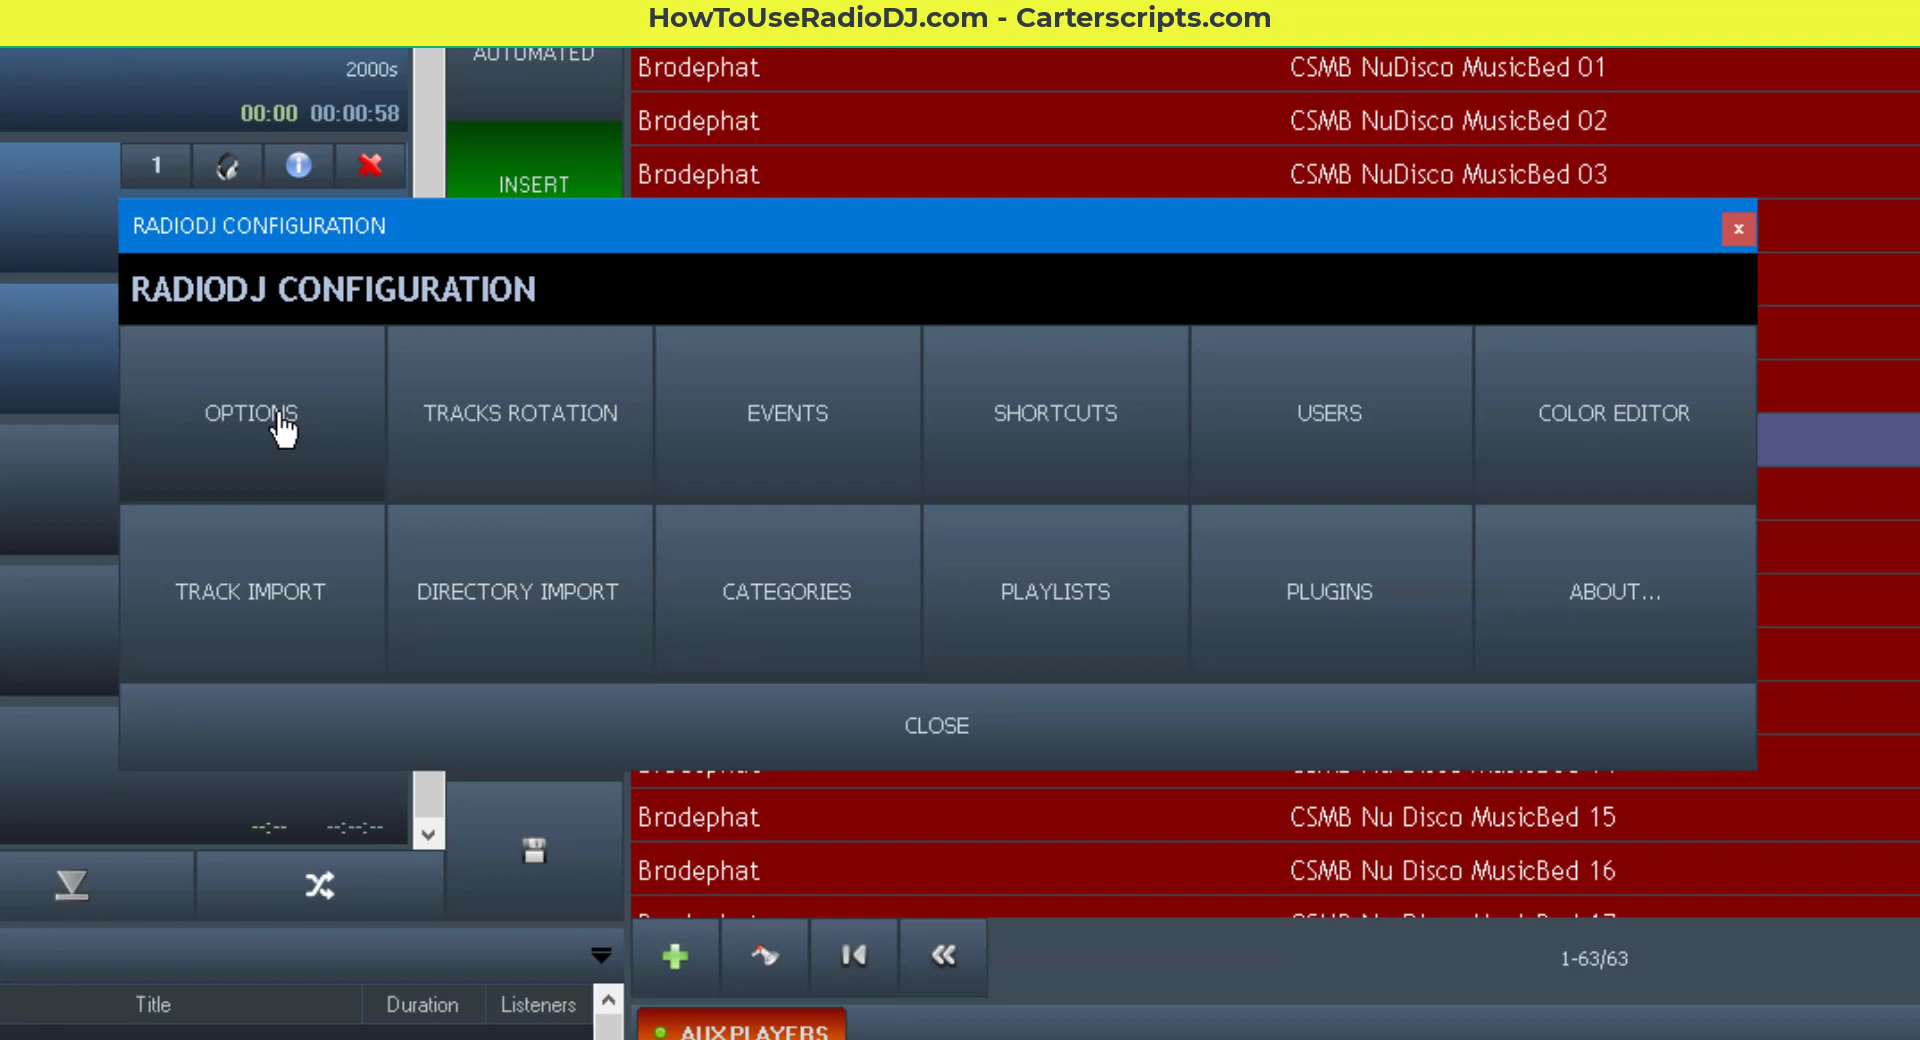 HowToUseRadioDJ.com - Carterscripts.com
2000s
00:00 00:00:58
1
AUTOMATED
INSERT
Brodephat CSMB NuDisco MusicBed 01
Brodephat CSMB NuDisco MusicBed 02
Brodephat CSMB NuDisco MusicBed 03
RADIODJ CONFIGURATION
x
RADIODJ CONFIGURATION
OPTIONS TRACKS ROTATION EVENTS SHORTCUTS USERS COLOR EDITOR
TRACK IMPORT DIRECTORY IMPORT CATEGORIES PLAYLISTS PLUGINS ABOUT...
CLOSE
--:-- --:--:--
Brodephat CSMB Nu Disco MusicBed 15
Brodephat CSMB Nu Disco MusicBed 16
1-63/63
Title Duration Listeners
AUX PLAYERS